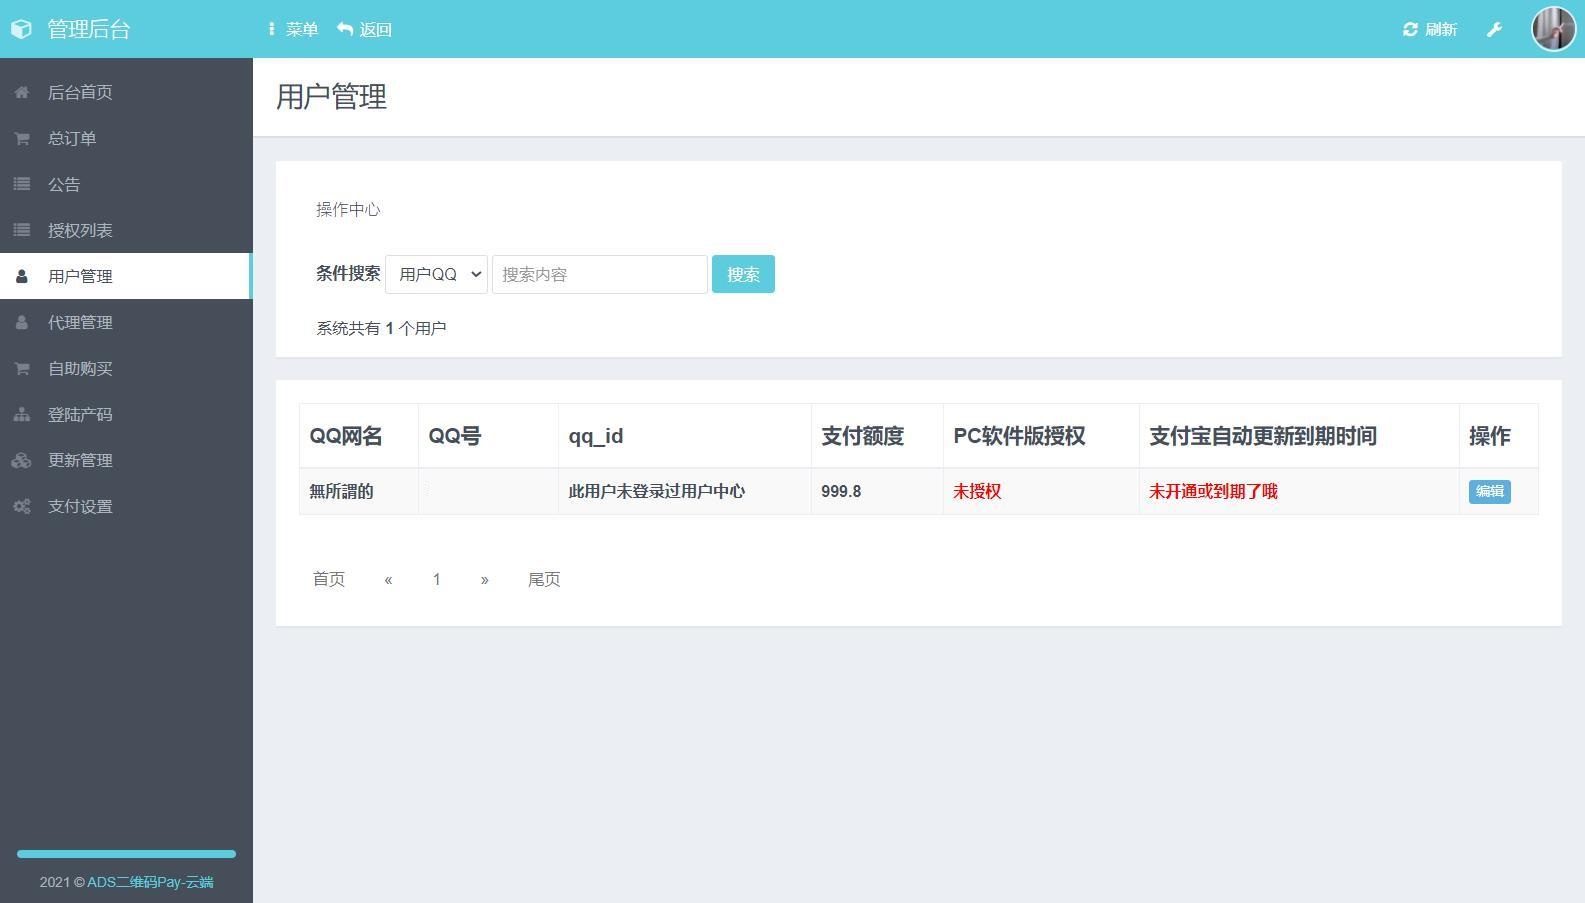 管理后台
菜单 返回
刷新
后台首页
总订单
公告
授权列表
用户管理
代理管理
自助购买
登陆产码
更新管理
支付设置
2021 © ADS二维码Pay-云端
用户管理
操作中心
条件搜索 用户QQ 搜索内容 搜索
系统共有 1 个用户
QQ网名 QQ号 qq_id 支付额度 PC软件版授权 支付宝自动更新到期时间 操作
無所謂的 此用户未登录过用户中心 999.8 未授权 未开通或到期了哦 编辑
首页 « 1 » 尾页